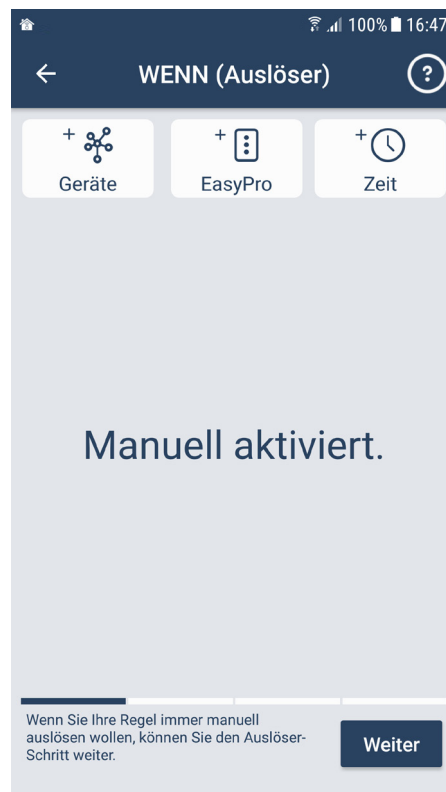 100% 16:47
WENN (Auslöser)
?
+ + +
Geräte EasyPro Zeit
Manuell aktiviert.
Wenn Sie Ihre Regel immer manuell
auslösen wollen, können Sie den Auslöser-
Schritt weiter.
Weiter